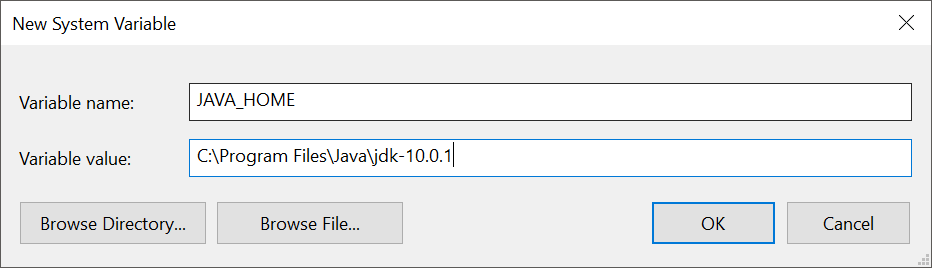 New System Variable
Variable name: JAVA_HOME
Variable value: C:\Program Files\Java\jdk-10.0.1
Browse Directory... Browse File... OK Cancel